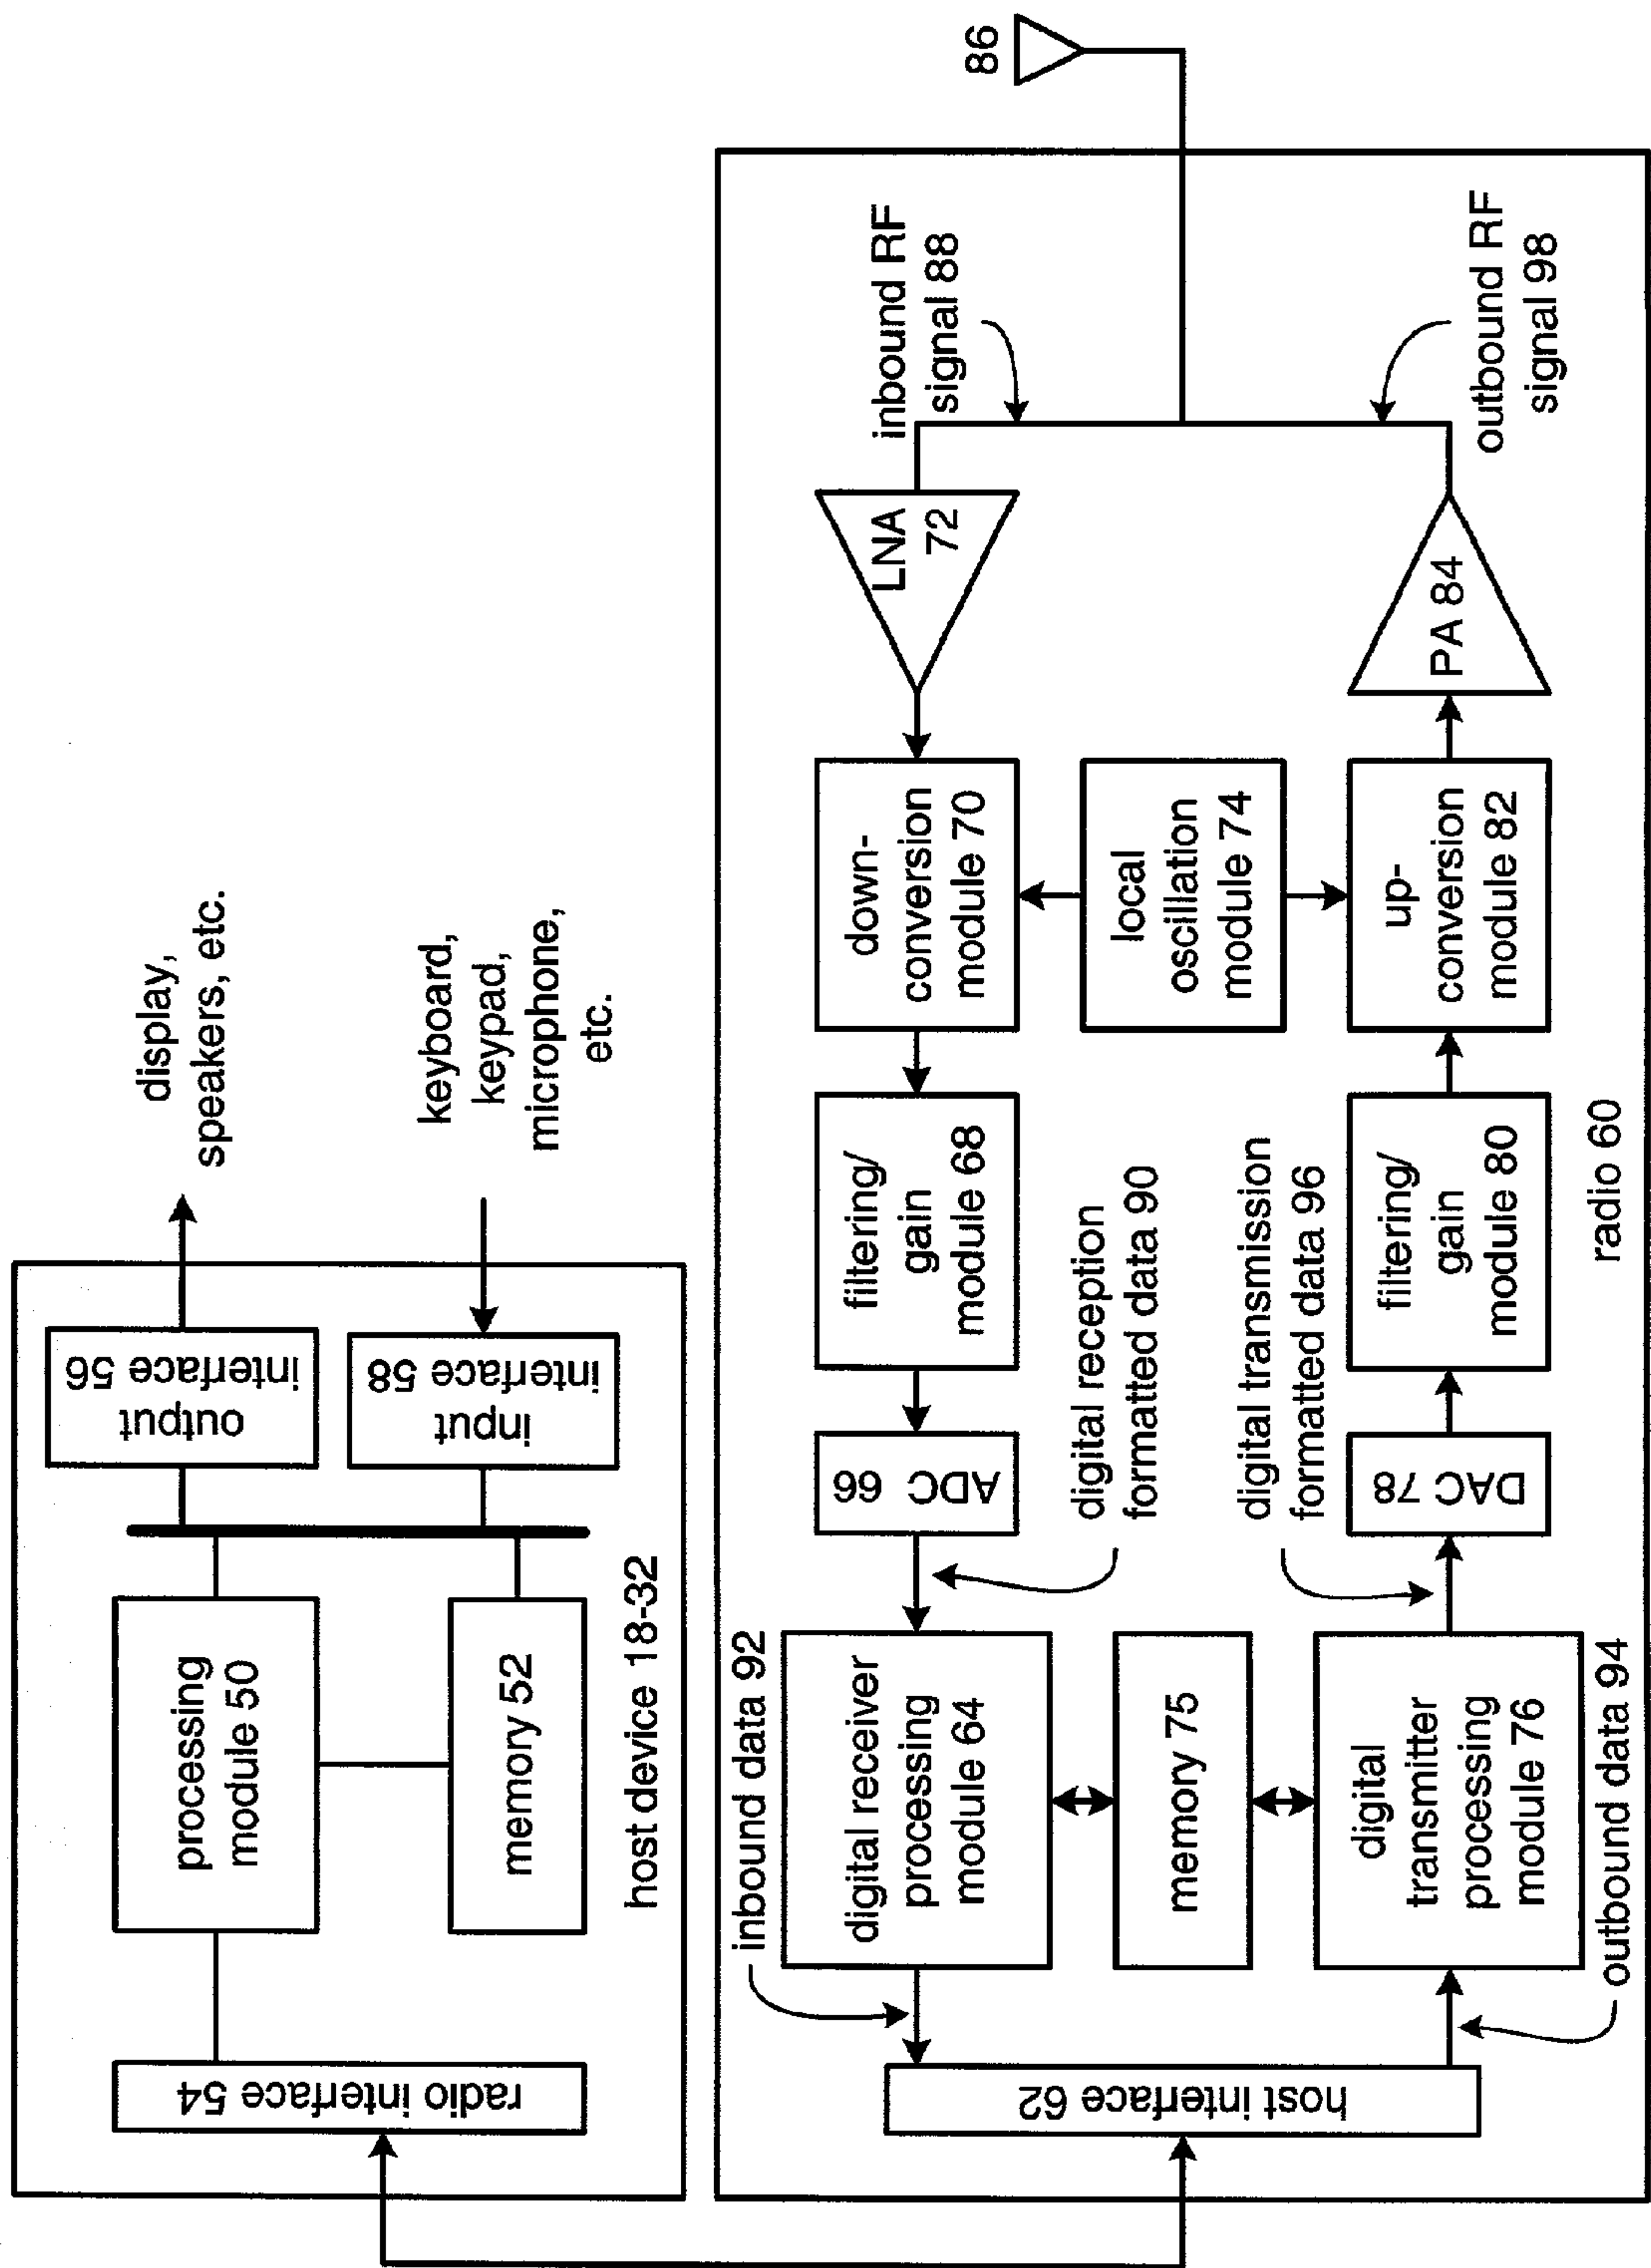 radio interface 54
processing
module 50
memory 52
output
interface 56
input
interface 58
display,
speakers, etc.
keyboard,
keypad,
microphone,
etc.
host device 18-32
host interface 62
inbound data 92
digital receiver
processing
module 64
ADC 66
filtering/
gain
module 68
down-
conversion
module 70
LNA
72
inbound RF
signal 88
86
memory 75
digital reception
formatted data 90
digital transmission
formatted data 96
local
oscillation
module 74
digital
transmitter
processing
module 76
outbound data 94
DAC 78
filtering/
gain
module 80
up-
conversion
module 82
PA 84
outbound RF
signal 98
radio 60